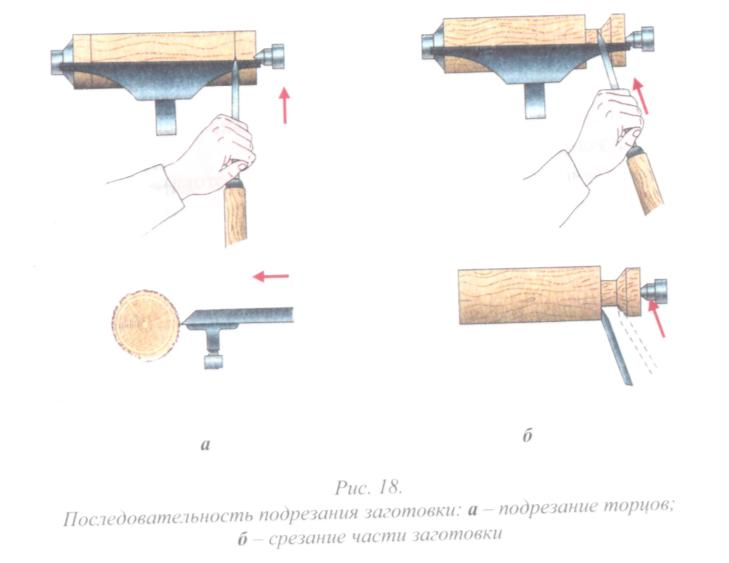 а
б
Рис. 18.
Последовательность подрезания заготовки: а – подрезание торцов;
б – срезание части заготовки